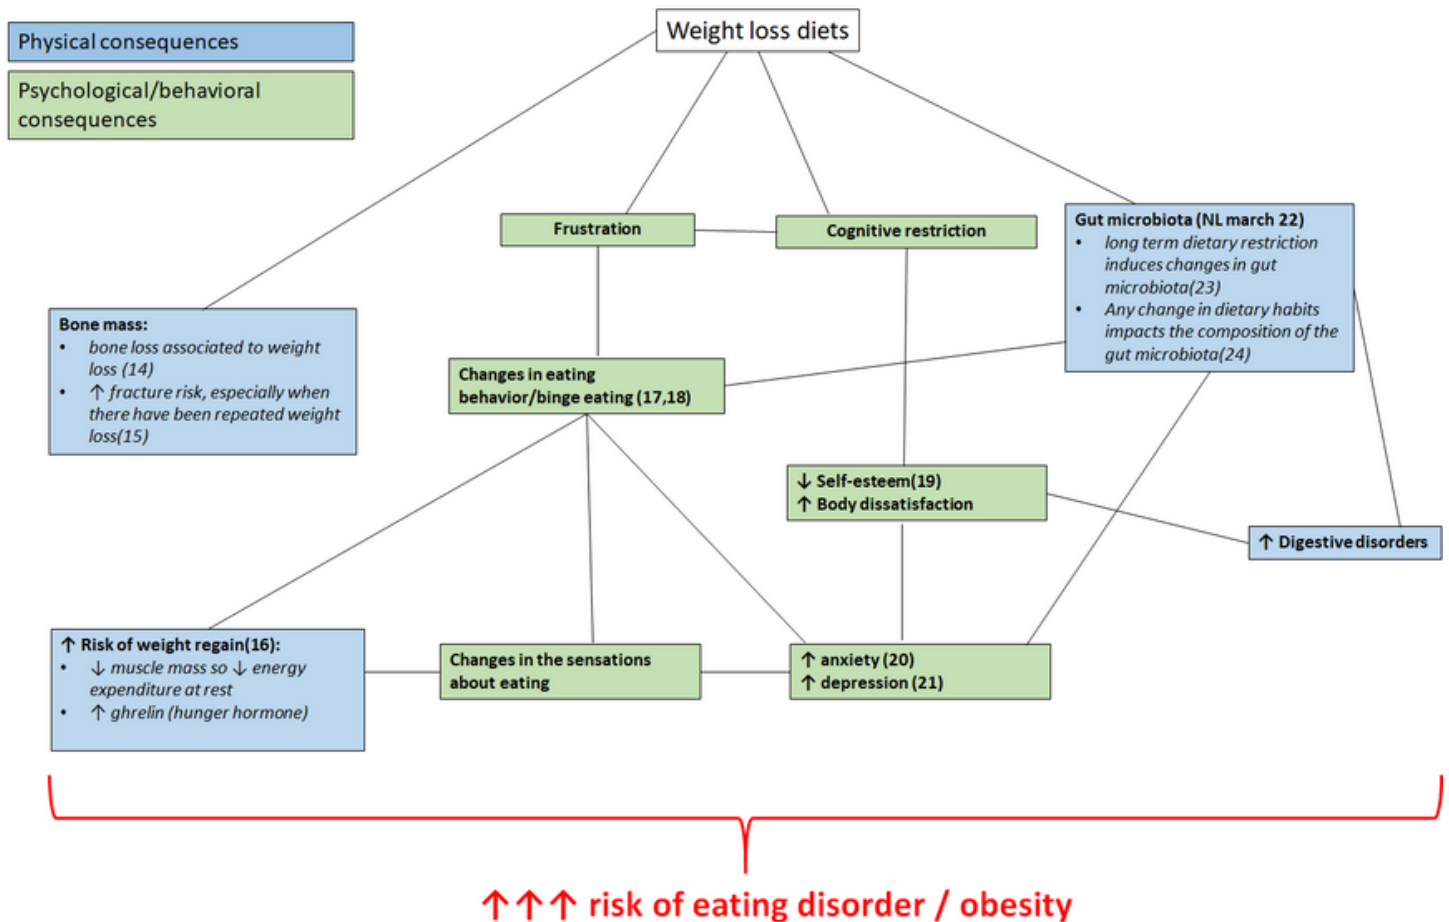 Weight loss diets
Physical consequences
Psychological/behavioral
consequences
Frustration
Cognitive restriction
Gut microbiota (NL march 22)
• long term dietary restriction
induces changes in gut
microbiota(23)
• Any change in dietary habits
impacts the composition of the
gut microbiota(24)
Bone mass:
• bone loss associated to weight
loss (14)
• ↑ fracture risk, especially when
there have been repeated weight
loss(15)
Changes in eating
behavior/binge eating (17,18)
↓ Self-esteem(19)
↑ Body dissatisfaction
↑ Digestive disorders
↑ Risk of weight regain(16):
• ↓ muscle mass so ↓ energy
expenditure at rest
• ↑ ghrelin (hunger hormone)
Changes in the sensations
about eating
↑ anxiety (20)
↑ depression (21)
↑↑↑ risk of eating disorder / obesity